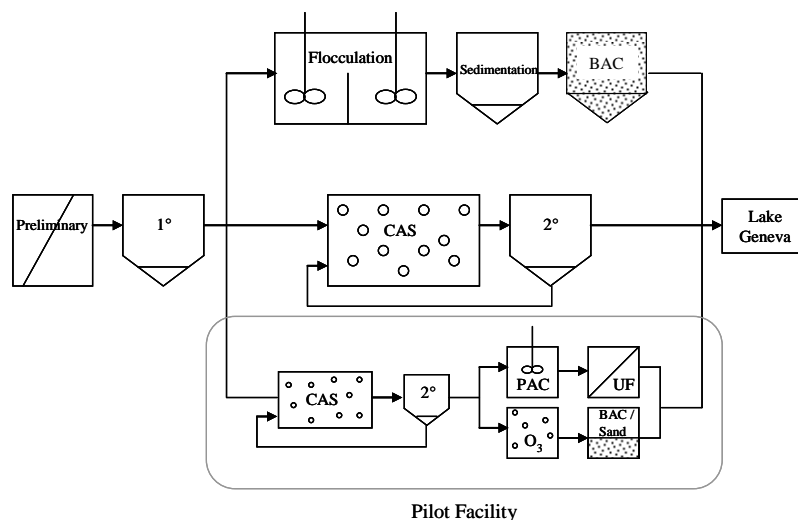 Flocculation
Sedimentation
BAC
Preliminary
1°
CAS
2°
Lake
Geneva
CAS
2°
PAC
UF
O3
BAC /
Sand
Pilot Facility